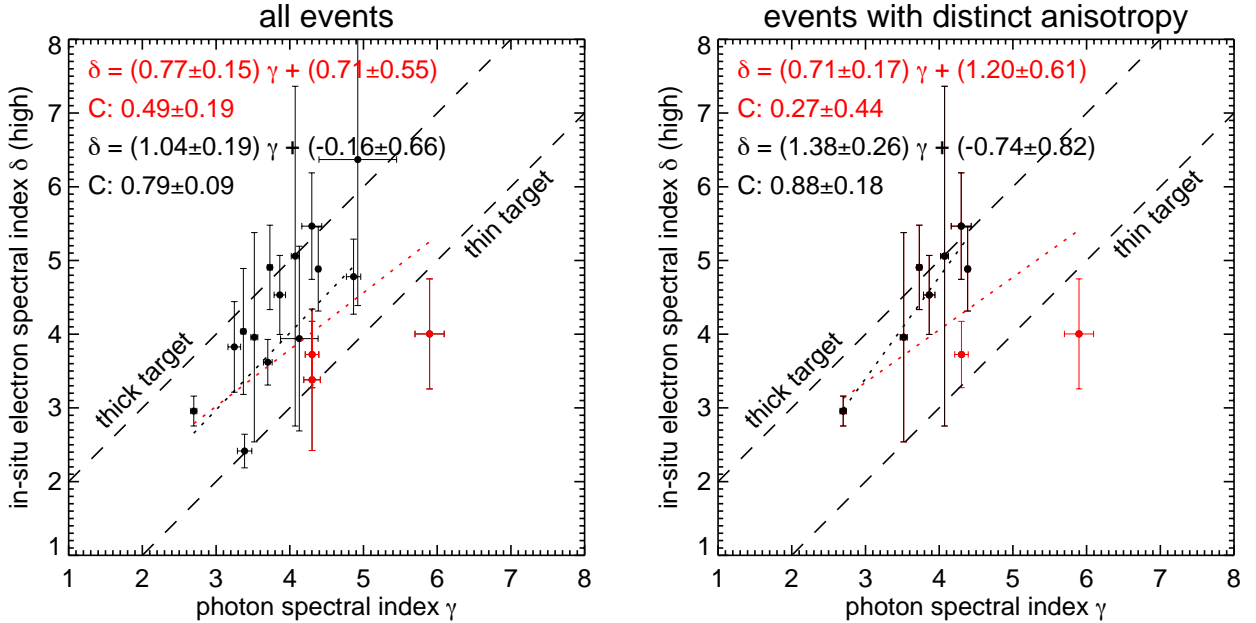 all events
δ = (0.77±0.15) γ + (0.71±0.55)
C: 0.49±0.19
δ = (1.04±0.19) γ + (-0.16±0.66)
C: 0.79±0.09
thick target
thin target
in-situ electron spectral index δ (high)
8
7
6
5
4
3
2
1
1 2 3 4 5 6 7 8
photon spectral index γ
events with distinct anisotropy
δ = (0.71±0.17) γ + (1.20±0.61)
C: 0.27±0.44
δ = (1.38±0.26) γ + (-0.74±0.82)
C: 0.88±0.18
thick target
thin target
in-situ electron spectral index δ (high)
8
7
6
5
4
3
2
1
1 2 3 4 5 6 7 8
photon spectral index γ